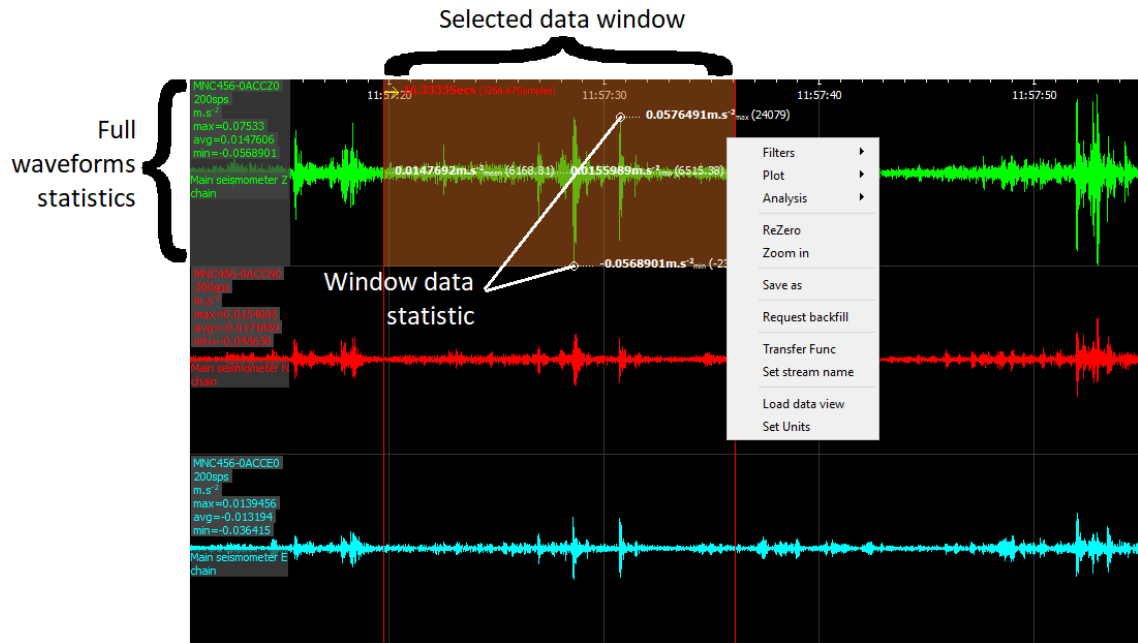 Selected data window
Full
waveforms
statistics
MNC456-0ACCZ0
200sps
m.s⁻²
max=0.07533
avg=0.0147606
min=-0.0568901
Main seismometer Z
chain
11:57:20
16.3333Secs (3266.67Samples)
11:57:30
11:57:40
11:57:50
0.0576491m.s⁻²max (24079)
0.0147692m.s⁻²mean (6168.81)
0.0155989m.s⁻²rms (6515.38)
-0.0568901m.s⁻²min (-23
Window data
statistic
Filters
Plot
Analysis
ReZero
Zoom in
Save as
Request backfill
Transfer Func
Set stream name
Load data view
Set Units
MNC456-0ACCN0
200sps
m.s⁻²
max=0.0154085
avg=-0.0171859
min=-0.045638
Main seismometer N
chain
MNC456-0ACCE0
200sps
m.s⁻²
max=0.0139456
avg=-0.013194
min=-0.036415
Main seismometer E
chain